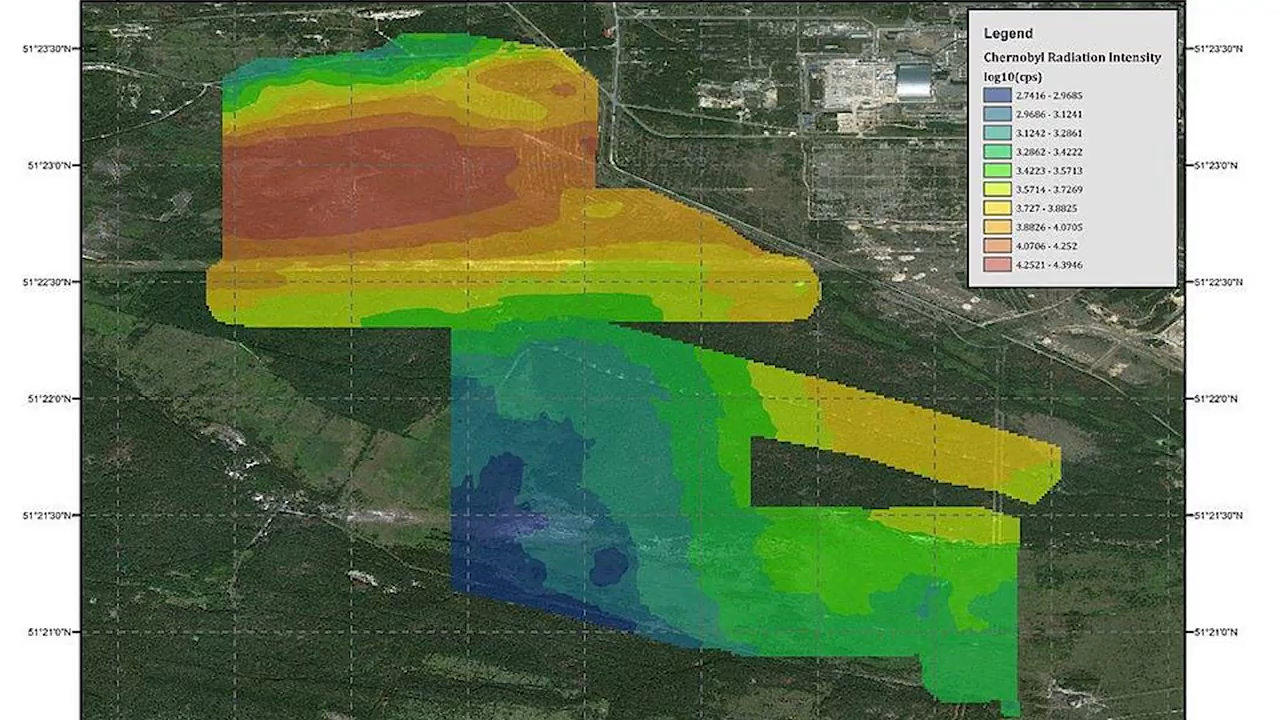 Legend
Chernobyl Radiation Intensity
log10(cps)
2.7416 - 2.9685
2.9686 - 3.1241
3.1242 - 3.2861
3.2862 - 3.4222
3.4223 - 3.5713
3.5714 - 3.7269
3.727 - 3.8825
3.8826 - 4.0705
4.0706 - 4.252
4.2521 - 4.3946
51°23'30"N 51°23'30"N
51°23'0"N 51°23'0"N
51°22'30"N 51°22'30"N
51°22'0"N 51°22'0"N
51°21'30"N 51°21'30"N
51°21'0"N 51°21'0"N